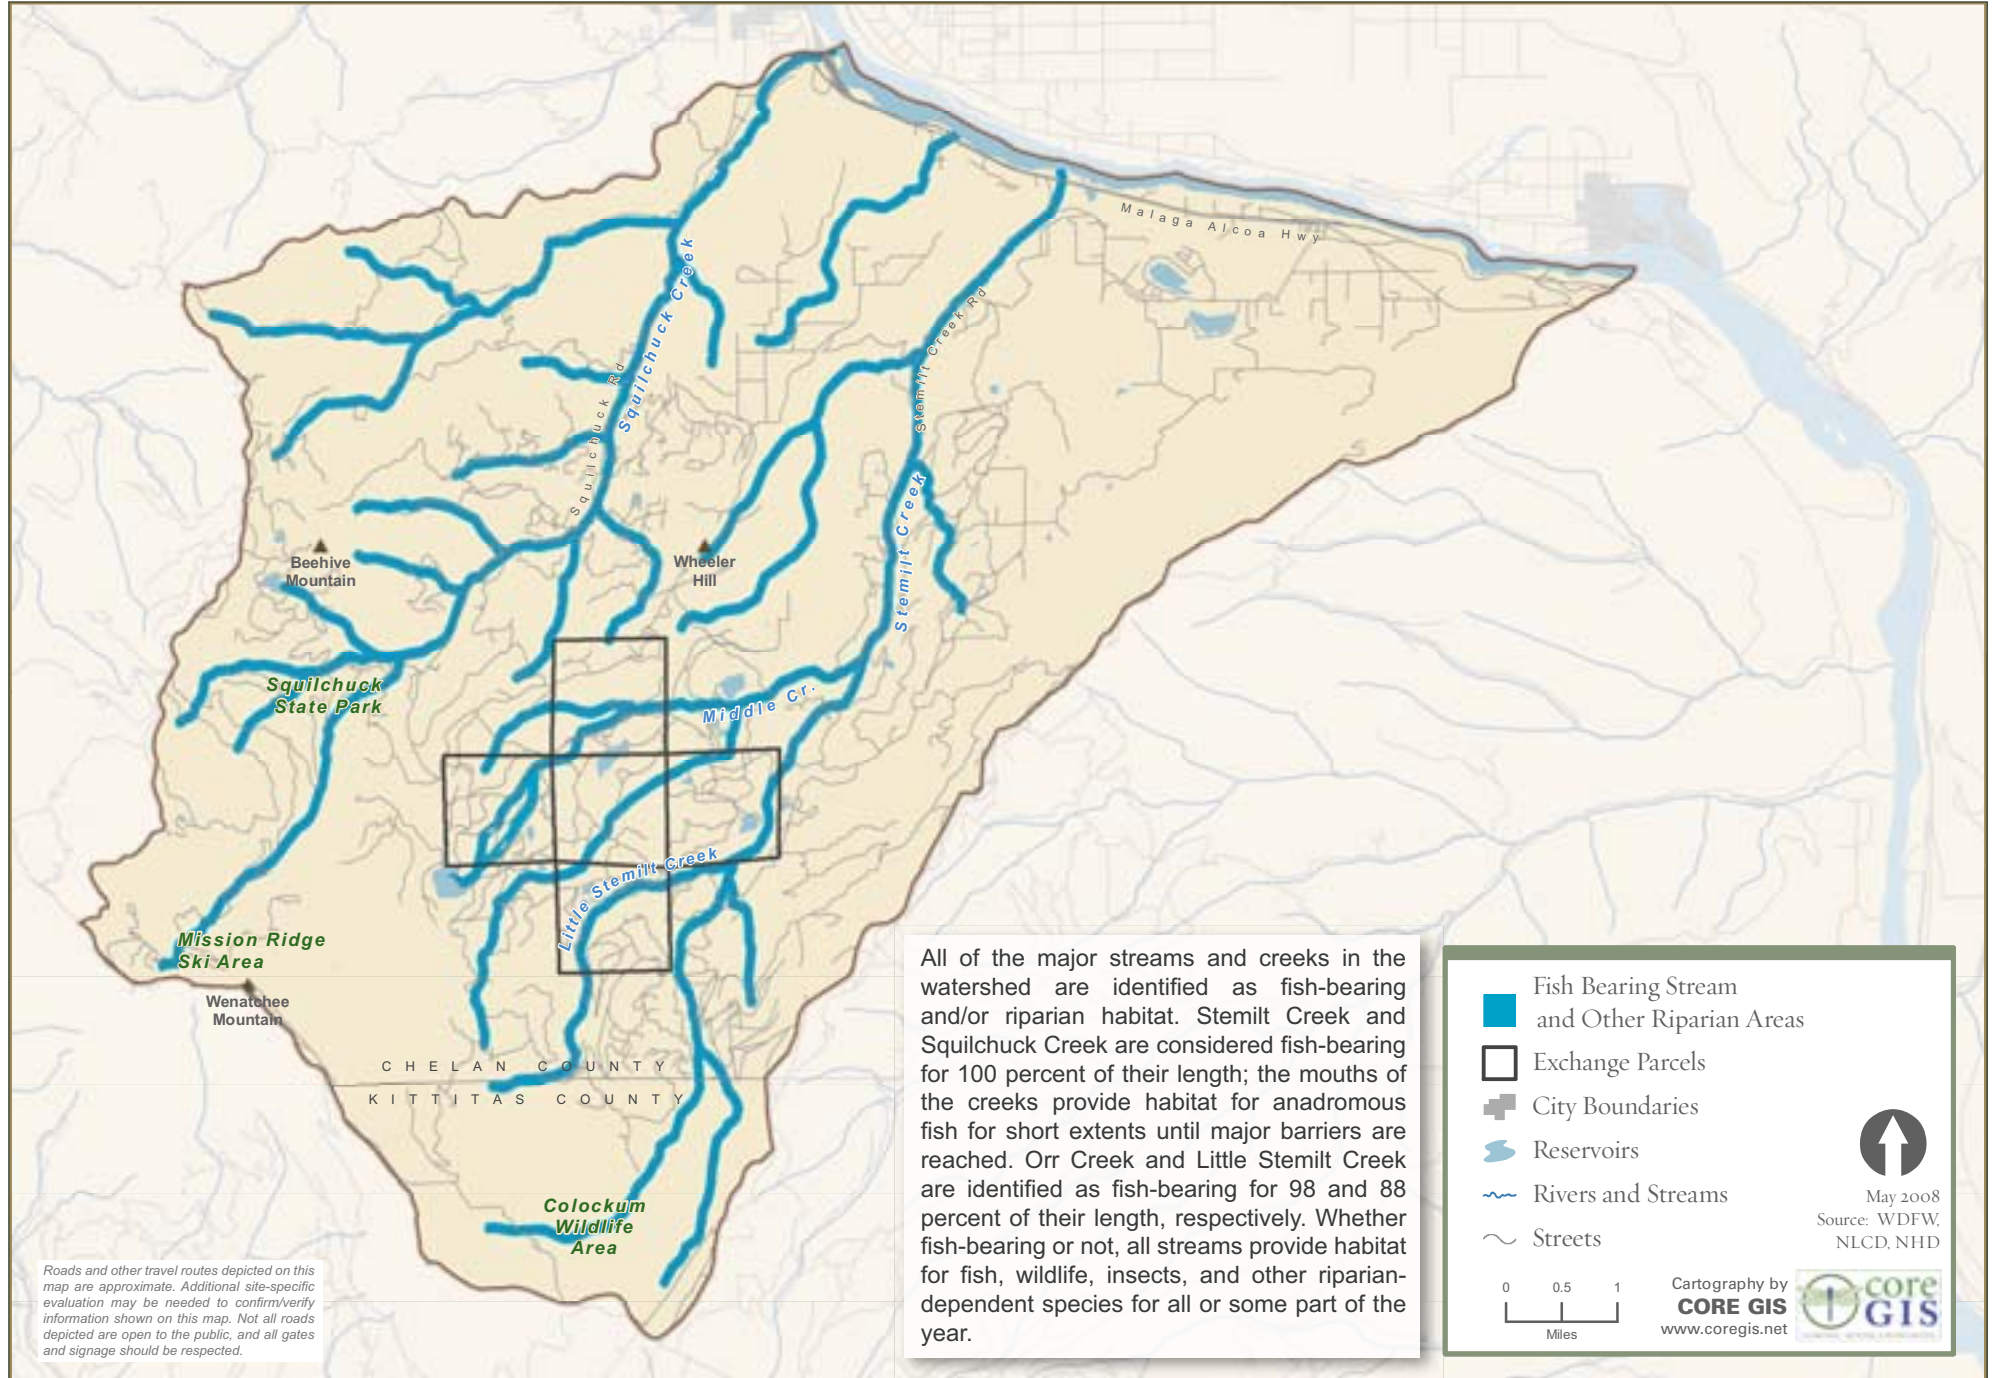 Malaga Alcoa Hwy
Squilchuck Creek
Stemilt Creek Rd
Squilchuck Rd
Stemilt Creek
Beehive
Mountain
Wheeler
Hill
Squilchuck
State Park
Middle Cr.
Little Stemilt Creek
Mission Ridge
Ski Area
Wenatchee
Mountain
CHELAN COUNTY
KITTITAS COUNTY
Colockum
Wildlife
Area
Roads and other travel routes depicted on this
map are approximate. Additional site-specific
evaluation may be needed to confirm/verify
information shown on this map. Not all roads
depicted are open to the public, and all gates
and signage should be respected.
All of the major streams and creeks in the
watershed are identified as fish-bearing
and/or riparian habitat. Stemilt Creek and
Squilchuck Creek are considered fish-bearing
for 100 percent of their length; the mouths of
the creeks provide habitat for anadromous
fish for short extents until major barriers are
reached. Orr Creek and Little Stemilt Creek
are identified as fish-bearing for 98 and 88
percent of their length, respectively. Whether
fish-bearing or not, all streams provide habitat
for fish, wildlife, insects, and other riparian-
dependent species for all or some part of the
year.
Fish Bearing Stream
and Other Riparian Areas
Exchange Parcels
City Boundaries
Reservoirs
Rivers and Streams
Streets
May 2008
Source: WDFW,
NLCD, NHD
0 0.5 1
Miles
Cartography by
CORE GIS
www.coregis.net
core
GIS